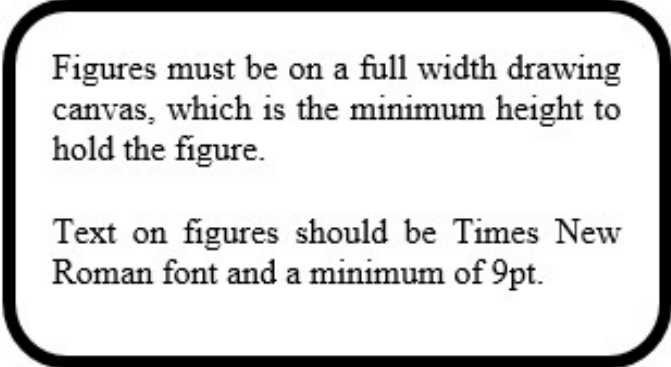 Figures must be on a full width drawing
canvas, which is the minimum height to
hold the figure.
Text on figures should be Times New
Roman font and a minimum of 9pt.